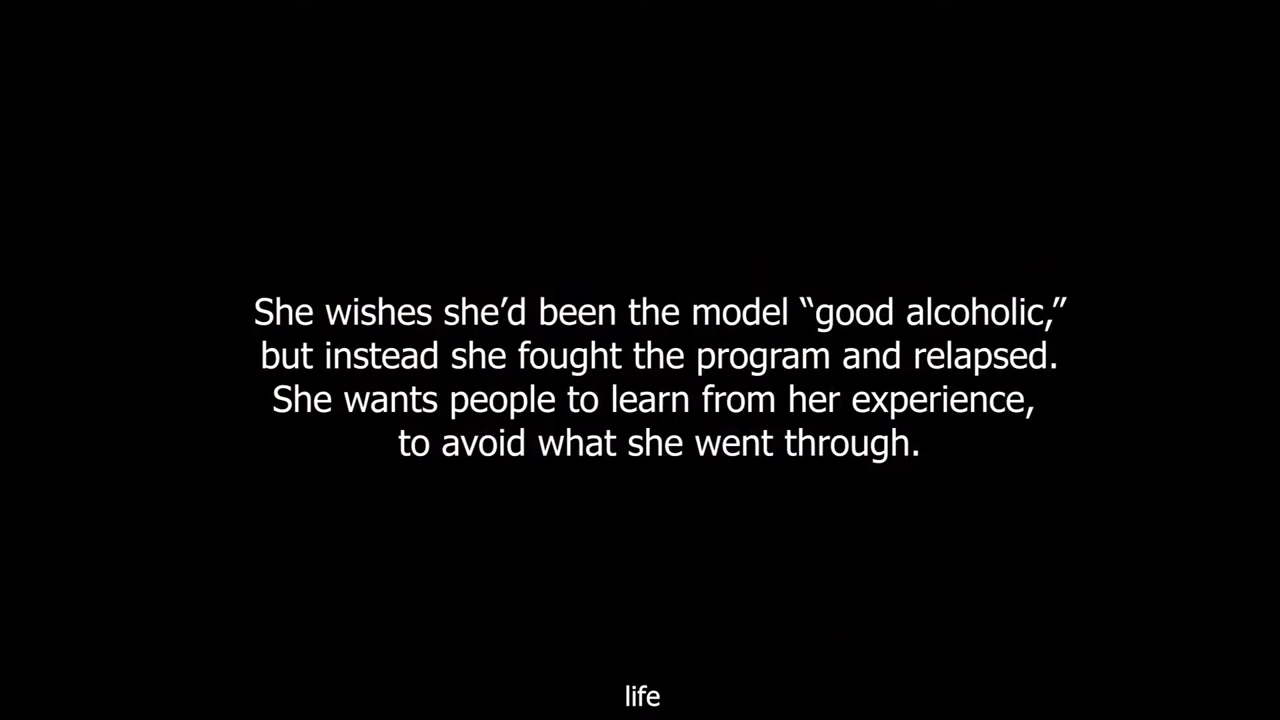 She wishes she’d been the model “good alcoholic,”
but instead she fought the program and relapsed.
She wants people to learn from her experience,
to avoid what she went through.
life